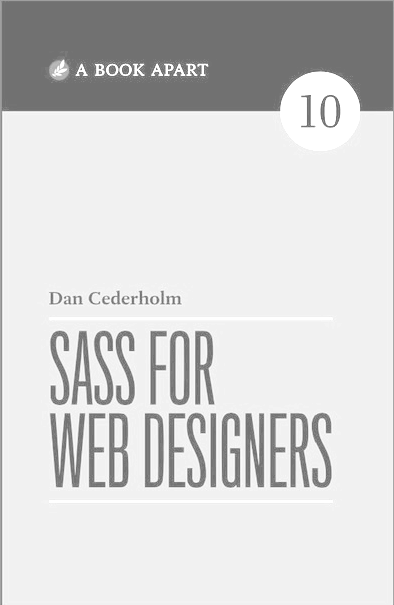 A BOOK APART
10
Dan Cederholm
SASS FOR
WEB DESIGNERS